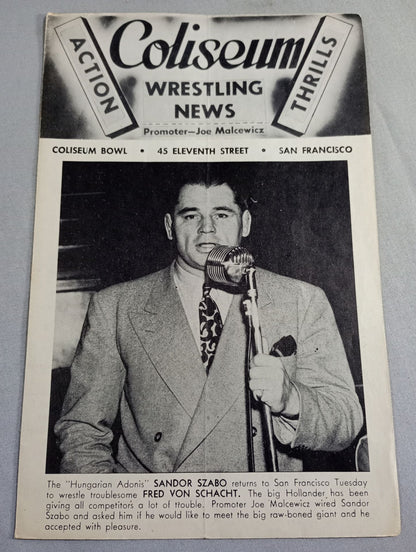 ACTION
Coliseum
THRILLS
WRESTLING
NEWS
Promoter—Joe Malcewicz
COLISEUM BOWL • 45 ELEVENTH STREET • SAN FRANCISCO
The "Hungarian Adonis" SANDOR SZABO returns to San Francisco Tuesday
to wrestle troublesome FRED VON SCHACHT. The big Hollander has been
giving all competitors a lot of trouble. Promoter Joe Malcewicz wired Sandor
Szabo and asked him if he would like to meet the big raw-boned giant and he
accepted with pleasure.